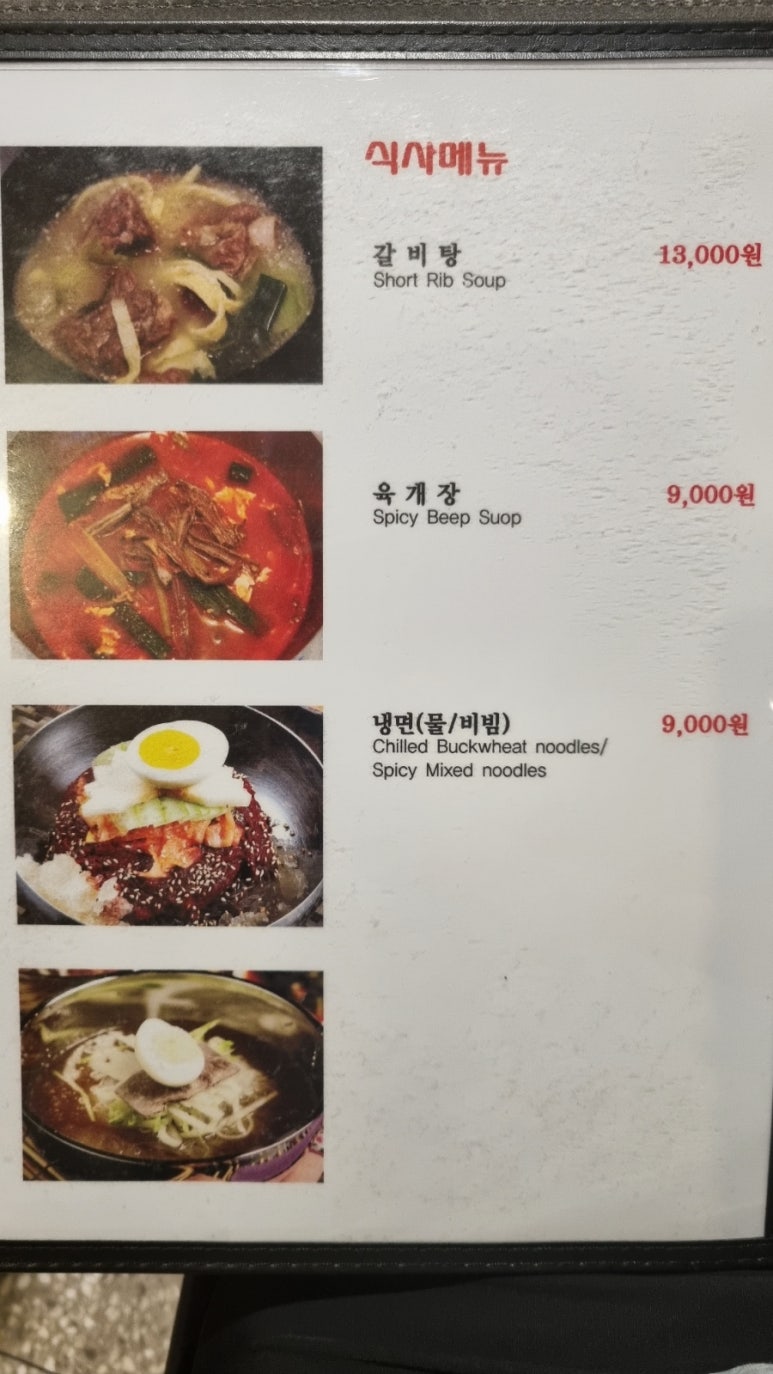 식사메뉴
갈 비 탕 13,000원
Short Rib Soup
육 개 장 9,000원
Spicy Beep Suop
냉면(물/비빔) 9,000원
Chilled Buckwheat noodles/
Spicy Mixed noodles